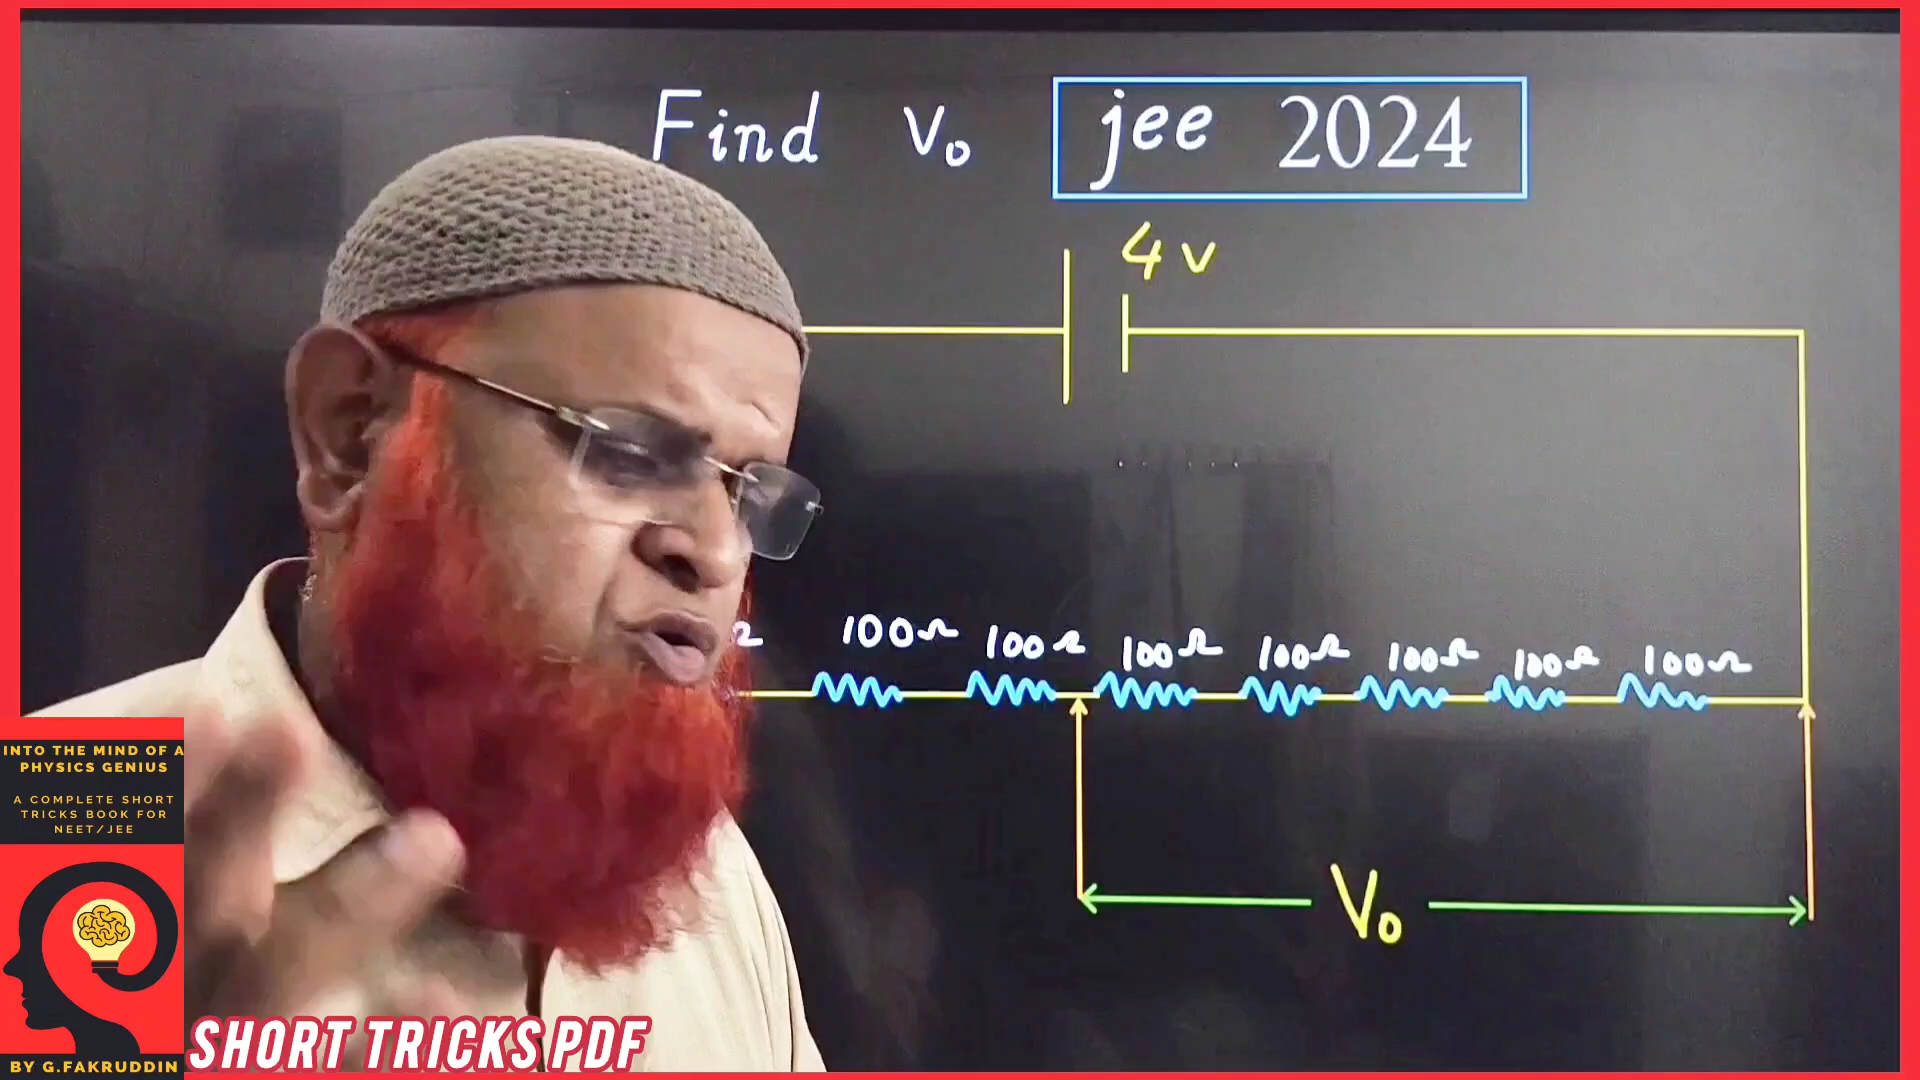 Find V₀ jee 2024
4 v
Ω 100Ω 100Ω 100Ω 100Ω 100Ω 100Ω 100Ω
V₀
INTO THE MIND OF A
PHYSICS GENIUS
A COMPLETE SHORT
TRICKS BOOK FOR
NEET/JEE
BY G.FAKRUDDIN
SHORT TRICKS PDF